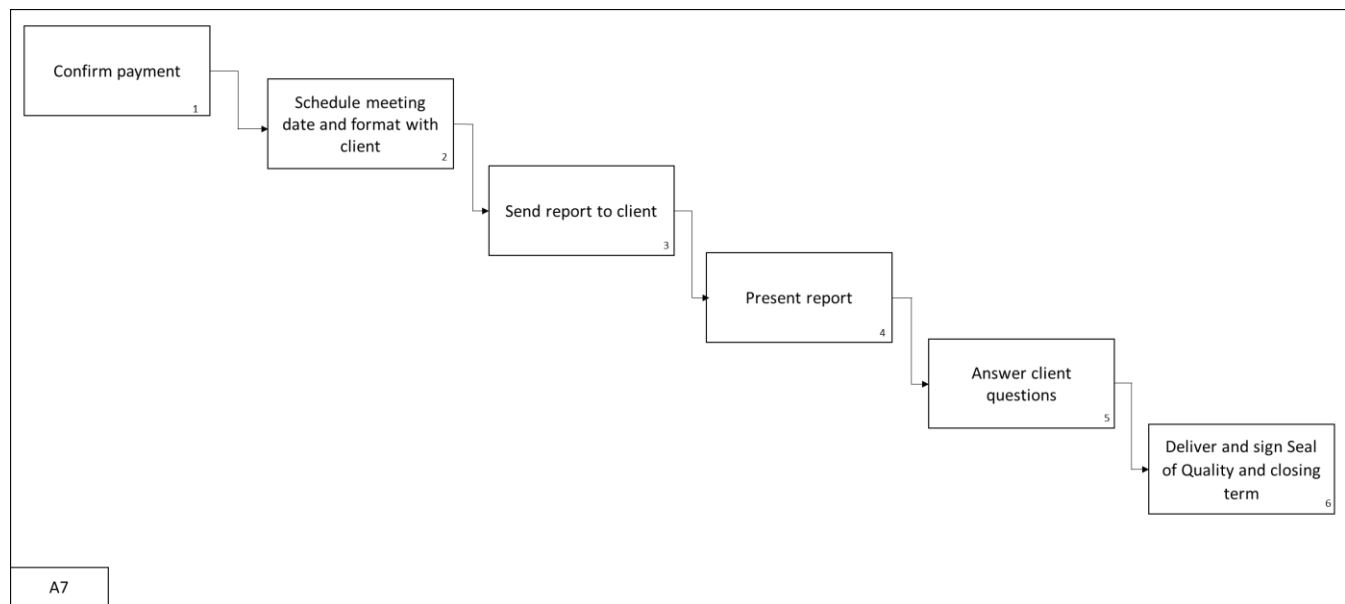 Confirm payment
1
Schedule meeting
date and format with
client
2
Send report to client
3
Present report
4
Answer client
questions
5
Deliver and sign Seal
of Quality and closing
term
6
A7